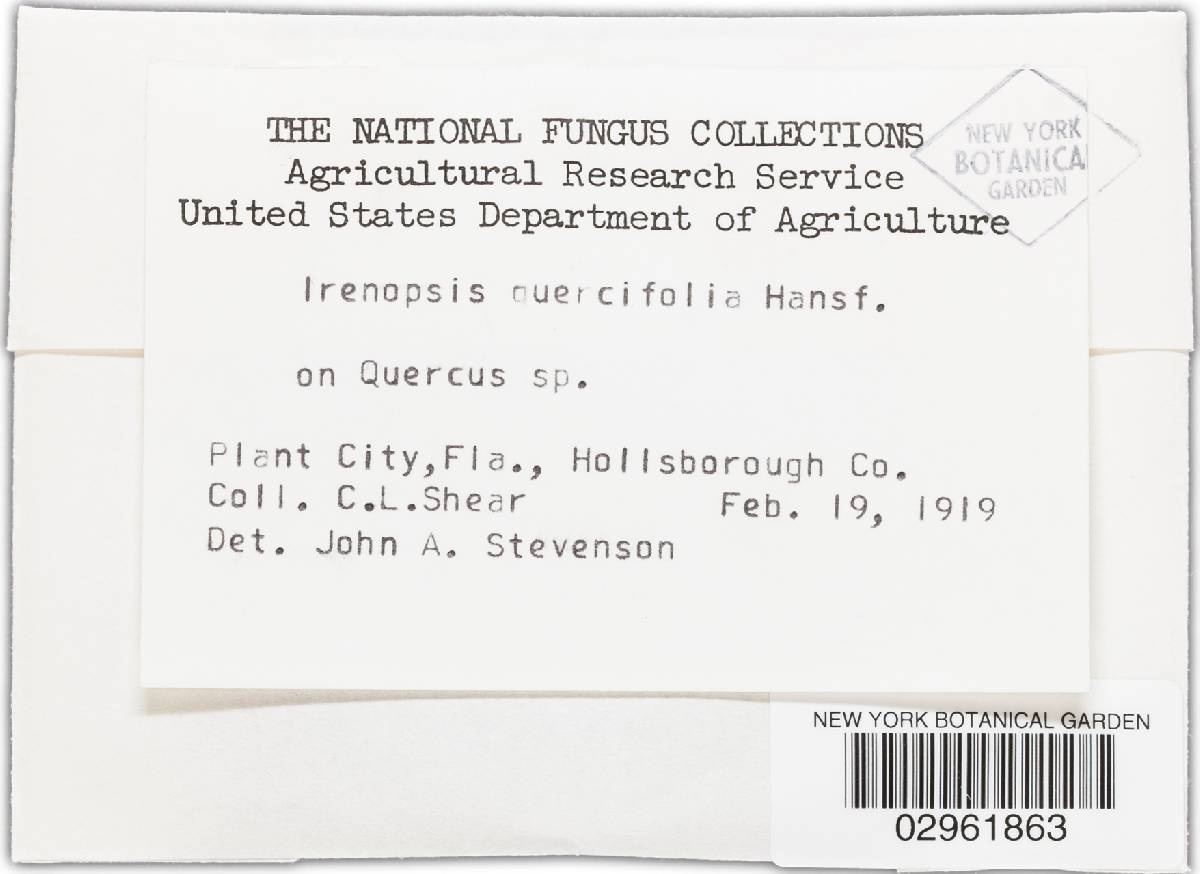 THE NATIONAL FUNGUS COLLECTIONS
Agricultural Research Service
United States Department of Agriculture
NEW YORK
BOTANICA
GARDEN
Irenopsis quercifolia Hansf.
on Quercus sp.
Plant City,Fla., Hollsborough Co.
Coll. C.L.Shear Feb. 19, 1919
Det. John A. Stevenson
NEW YORK BOTANICAL GARDEN
02961863